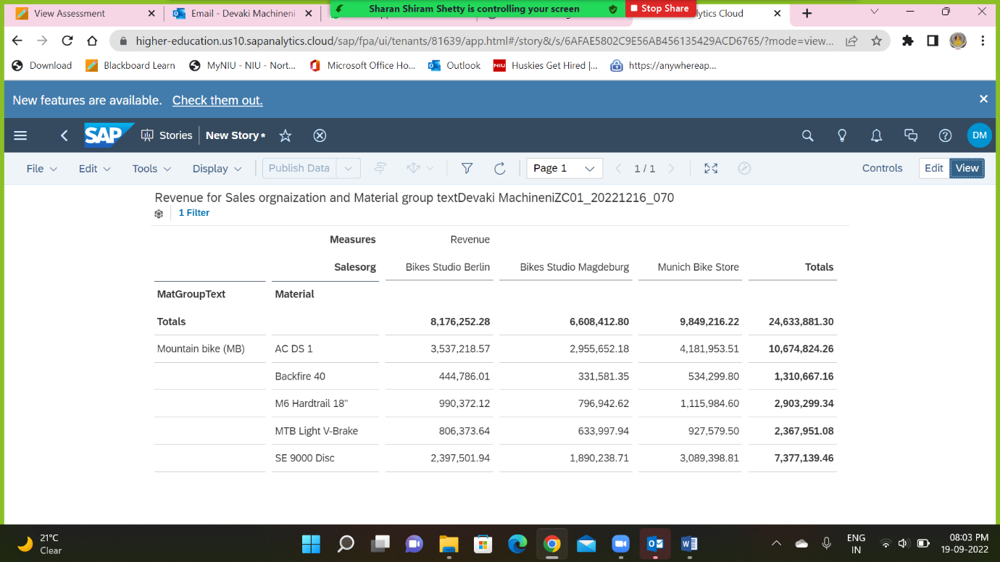 View Assessment
Email - Devaki Machineni
Sharan Shiram Shetty is controlling your screen
Stop Share
lytics Cloud
higher-education.us10.sapanalytics.cloud/sap/fpa/ui/tenants/81639/app.html#/story&/s/6AFAE5802C9E56AB456135429ACD6765/?mode=view...
Download Blackboard Learn MyNIU - NIU - Nort... Microsoft Office Ho... Outlook NIU Huskies Get Hired |... https://anywhereap...
New features are available. Check them out.
SAP Stories New Story* DM
File Edit Tools Display Publish Data Page 1 1 / 1 Controls Edit View
Revenue for Sales orgnaization and Material group textDevaki MachineniZC01_20221216_070
1 Filter
Measures Revenue
Salesorg Bikes Studio Berlin Bikes Studio Magdeburg Munich Bike Store Totals
MatGroupText Material
Totals 8,176,252.28 6,608,412.80 9,849,216.22 24,633,881.30
Mountain bike (MB) AC DS 1 3,537,218.57 2,955,652.18 4,181,953.51 10,674,824.26
Backfire 40 444,786.01 331,581.35 534,299.80 1,310,667.16
M6 Hardtrail 18" 990,372.12 796,942.62 1,115,984.60 2,903,299.34
MTB Light V-Brake 806,373.64 633,997.94 927,579.50 2,367,951.08
SE 9000 Disc 2,397,501.94 1,890,238.71 3,089,398.81 7,377,139.46
21°C
Clear
ENG
IN
08:03 PM
19-09-2022